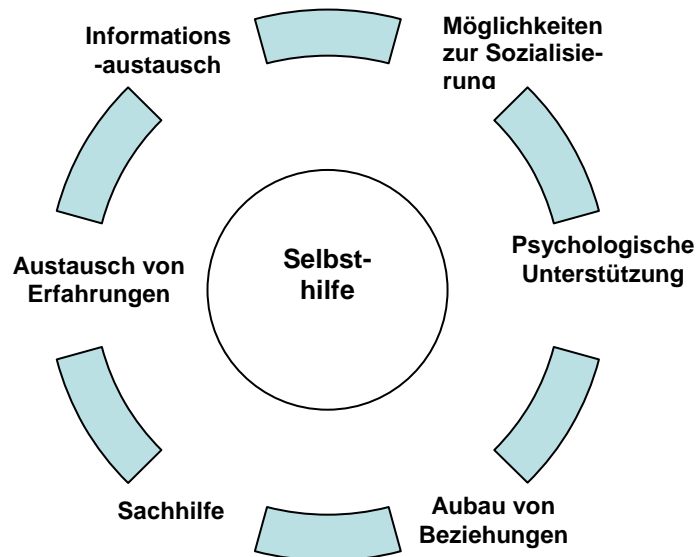 Informations
-austausch
Möglichkeiten
zur Sozialisie-
rung
Psychologische
Unterstützung
Aubau von
Beziehungen
Sachhilfe
Austausch von
Erfahrungen
Selbst-
hilfe